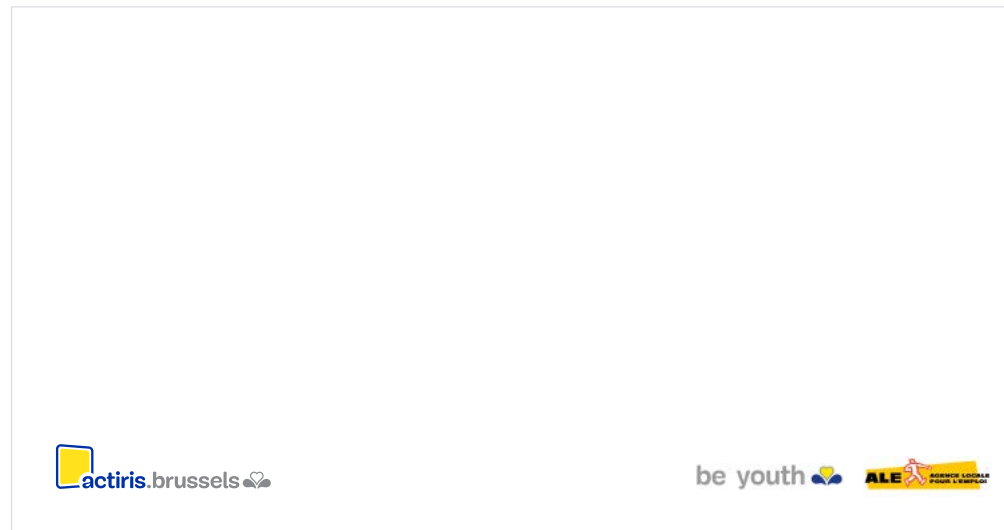 actiris.brussels
be youth
ALE
AGENCE LOCALE
POUR L'EMPLOI